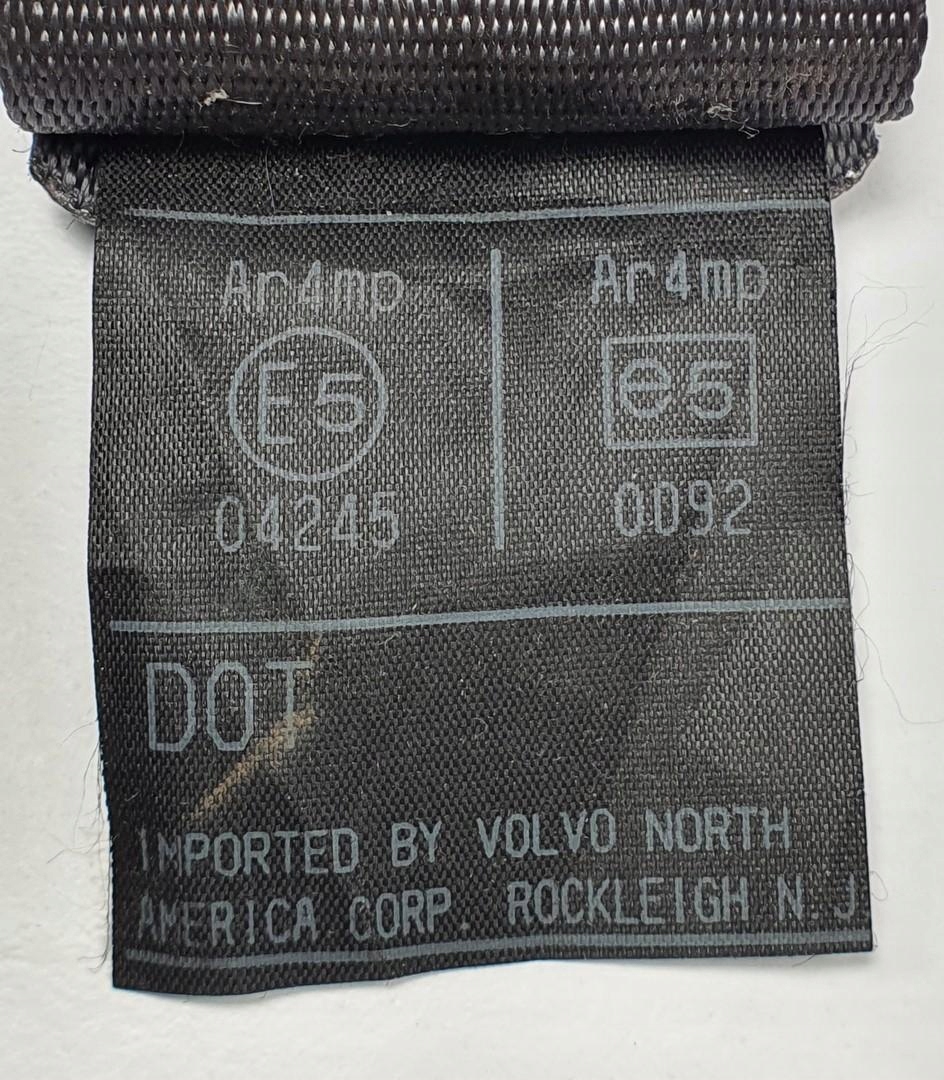 Ar4mp
E5
04245
Ar4mp
e5
0092
DOT
IMPORTED BY VOLVO NORTH
AMERICA CORP. ROCKLEIGH N.J.